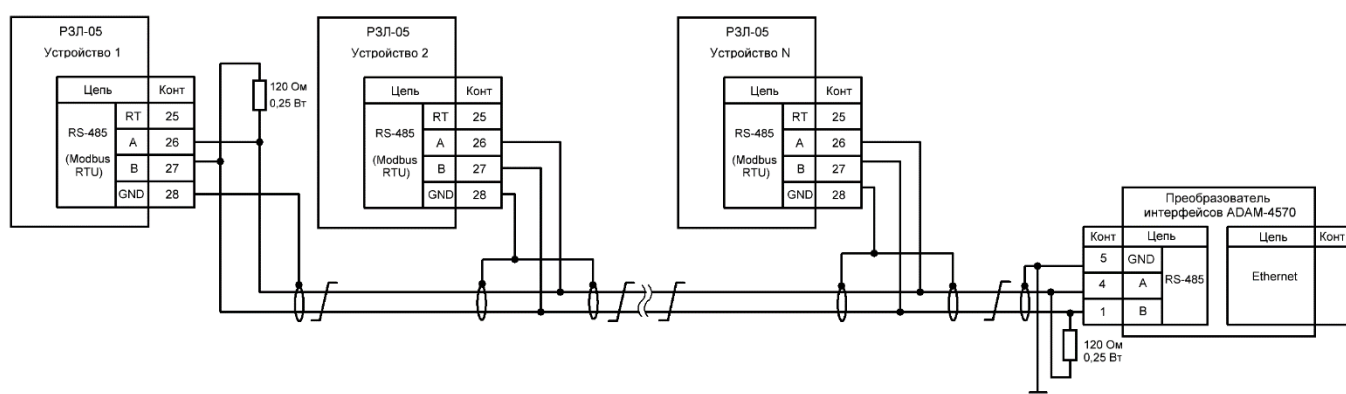 РЗЛ-05
Устройство 1
Цепь Конт
RS-485
(Modbus
RTU)
RT 25
A 26
B 27
GND 28
120 Ом
0,25 Вт
РЗЛ-05
Устройство 2
Цепь Конт
RS-485
(Modbus
RTU)
RT 25
A 26
B 27
GND 28
РЗЛ-05
Устройство N
Цепь Конт
RS-485
(Modbus
RTU)
RT 25
A 26
B 27
GND 28
Преобразователь
интерфейсов ADAM-4570
Конт Цепь
5 GND
4 A
1 B
RS-485
Цепь Конт
Ethernet
120 Ом
0,25 Вт